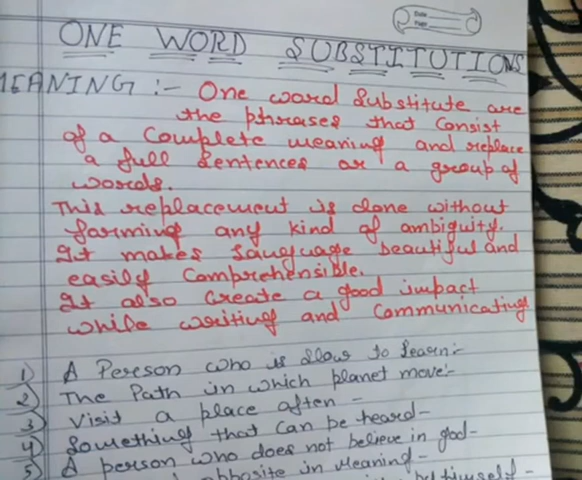 Date
Page
ONE WORD SUBSTITUTIONS
MEANING :- One word Substitute are
the phrases that Consist
of a Complete meaning and replace
a full Sentences or a group of
words.
This replacement is done without
forming any kind of ambiguity.
It makes language beautiful and
easily Comprehensible.
It also Create a good impact
while writing and Communicating
1) A Person who is slow to learn:-
2) The Path in which planet move:-
3) Visit a place often -
4) Something that Can be heard-
5) A person who does not believe in god-
opposite in meaning-
by himself-